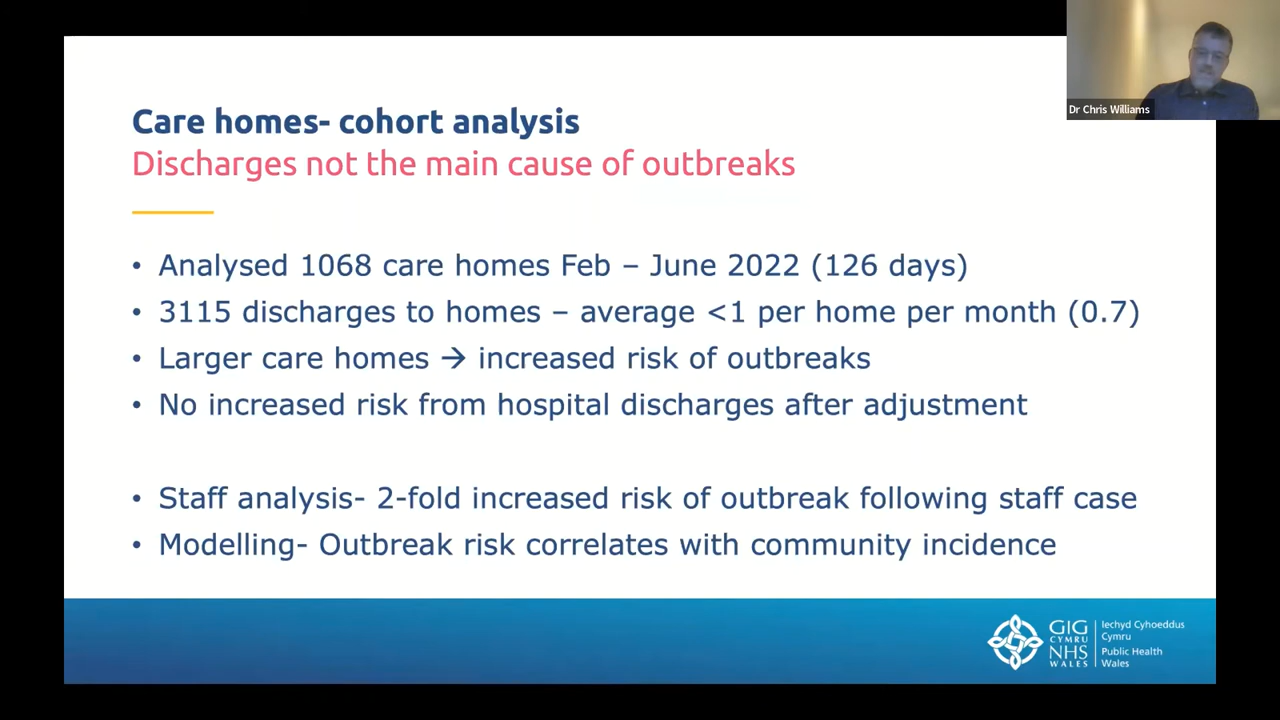 Dr Chris Williams
Care homes- cohort analysis
Discharges not the main cause of outbreaks
• Analysed 1068 care homes Feb – June 2022 (126 days)
• 3115 discharges to homes – average <1 per home per month (0.7)
• Larger care homes → increased risk of outbreaks
• No increased risk from hospital discharges after adjustment
• Staff analysis- 2-fold increased risk of outbreak following staff case
• Modelling- Outbreak risk correlates with community incidence
GIG
CYMRU
NHS
WALES
Iechyd Cyhoeddus
Cymru
Public Health
Wales